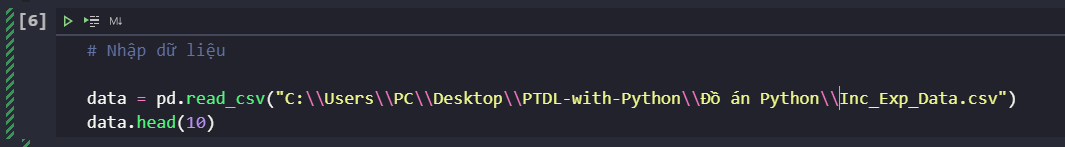 [6] M↓
# Nhập dữ liệu
data = pd.read_csv("C:\\Users\\PC\\Desktop\\PTDL-with-Python\\Đồ án Python\\Inc_Exp_Data.csv")
data.head(10)